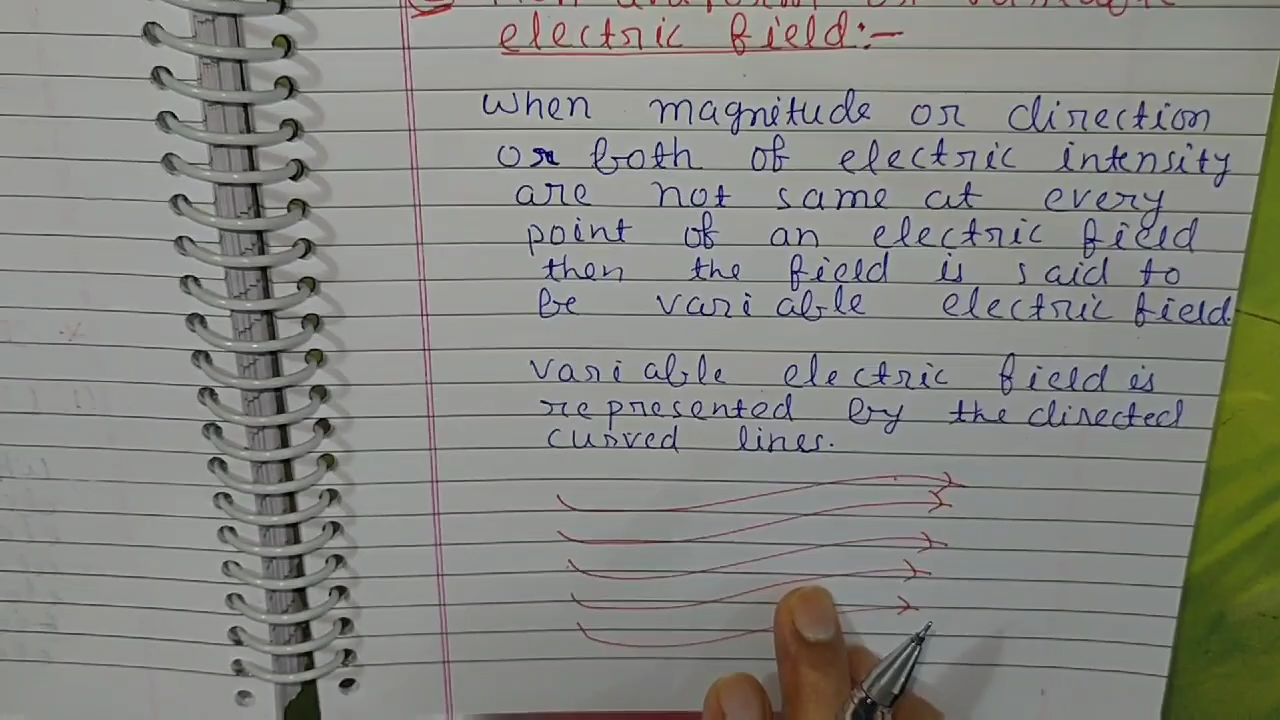 electric field:-
when magnitude or direction
or both of electric intensity
are not same at every
point of an electric field
then the field is said to
be variable electric field.
variable electric field is
represented by the directed
curved lines.